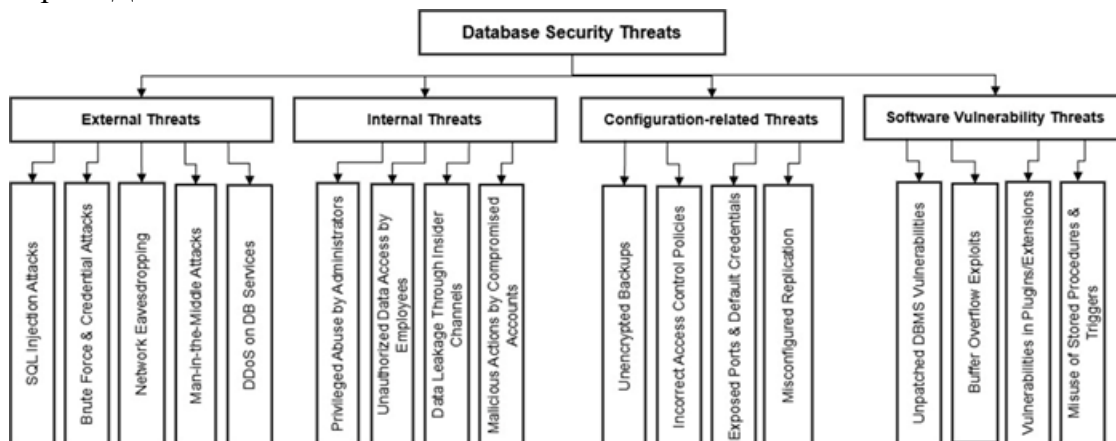 Database Security Threats
External Threats
Internal Threats
Configuration-related Threats
Software Vulnerability Threats
SQL Injection Attacks
Brute Force & Credential Attacks
Network Eavesdropping
Man-in-the-Middle Attacks
DDoS on DB Services
Privileged Abuse by Administrators
Unauthorized Data Access by
Employees
Data Leakage Through Insider
Channels
Malicious Actions by Compromised
Accounts
Unencrypted Backups
Incorrect Access Control Policies
Exposed Ports & Default Credentials
Misconfigured Replication
Unpatched DBMS Vulnerabilities
Buffer Overflow Exploits
Vulnerabilities in Plugins/Extensions
Misuse of Stored Procedures &
Triggers